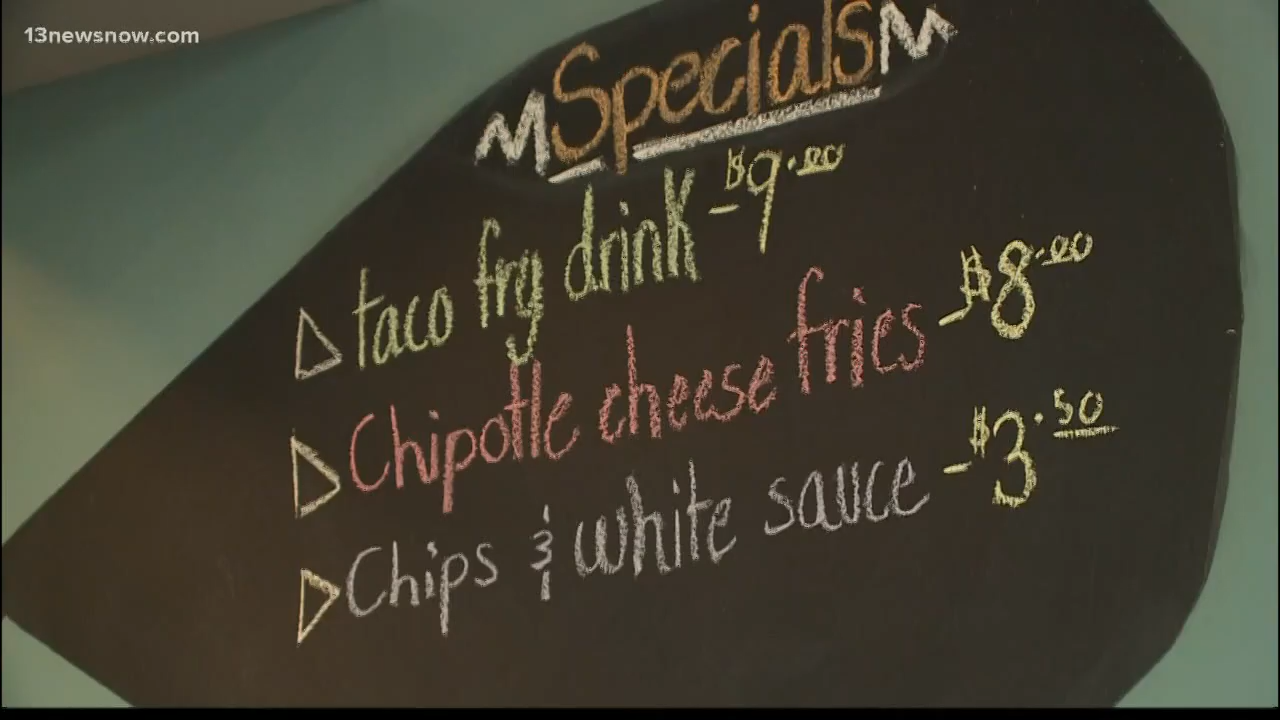 13newsnow.com
Specials
taco fry drink - $9.00
Chipotle cheese fries - $8.00
Chips & white sauce - $3.50